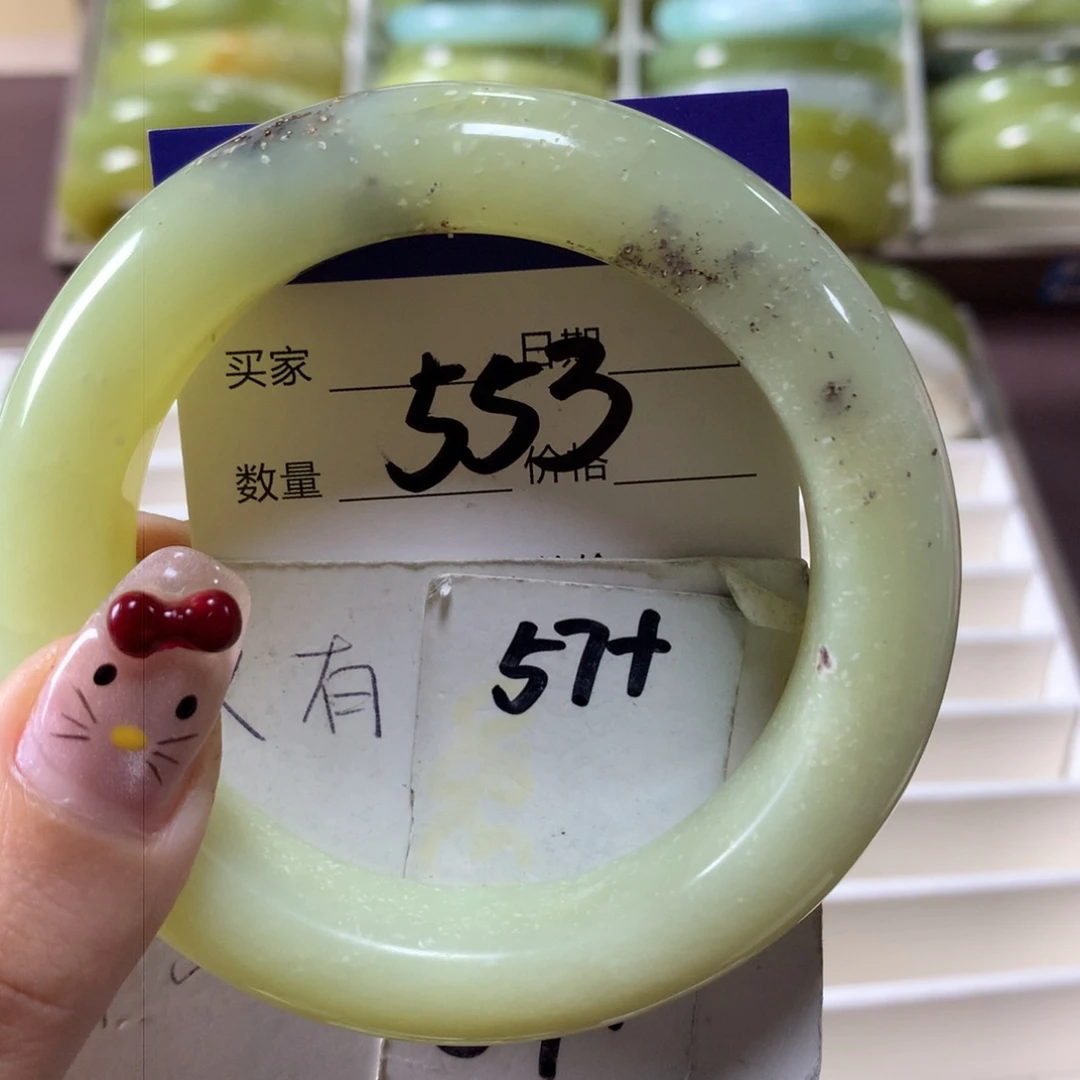 买家 日期
553
数量 价格
有
57+